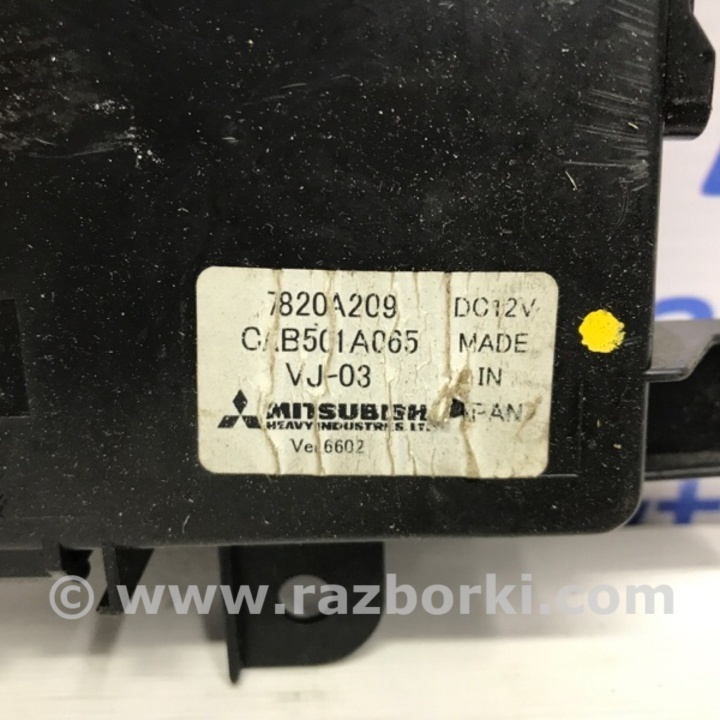 7820A209 DC12V
CAB501A065 MADE
VJ-03 IN
MITSUBISHI JAPAN
HEAVY INDUSTRIES, LTD.
Ver.6602
© www.razborki.com